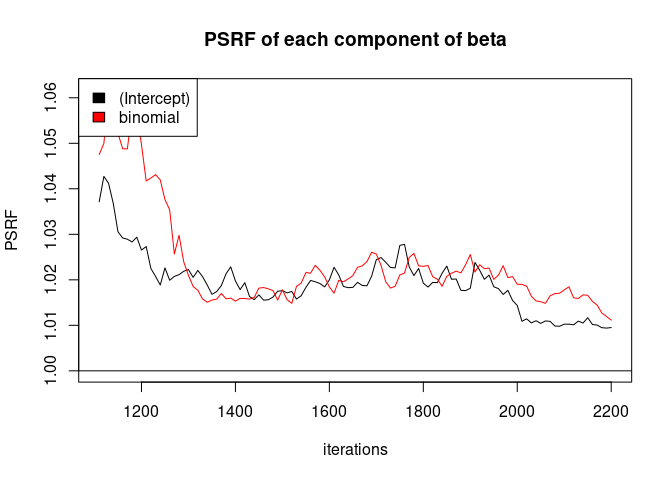 PSRF of each component of beta
(Intercept)
binomial
PSRF
1.06
1.05
1.04
1.03
1.02
1.01
1.00
1200 1400 1600 1800 2000 2200
iterations